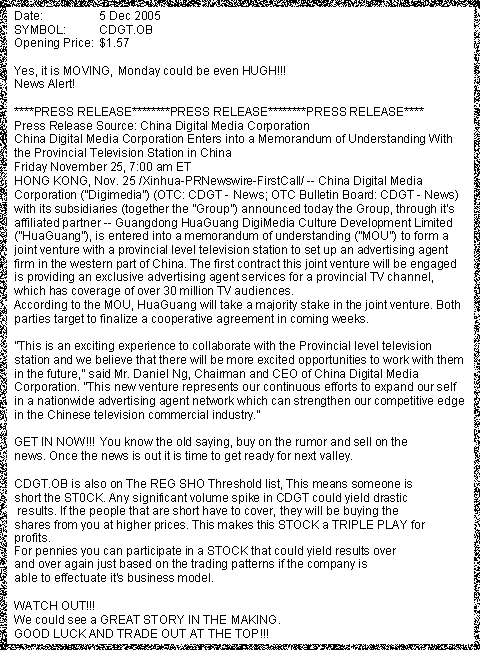 Date: 5 Dec 2005
SYMBOL: CDGT.OB
Opening Price: $1.57
Yes, it is MOVING, Monday could be even HUGH!!!
News Alert!
****PRESS RELEASE********PRESS RELEASE********PRESS RELEASE****
Press Release Source: China Digital Media Corporation
China Digital Media Corporation Enters into a Memorandum of Understanding With
the Provincial Television Station in China
Friday November 25, 7:00 am ET
HONG KONG, Nov. 25 /Xinhua-PRNewswire-FirstCall/ -- China Digital Media
Corporation ("Digimedia") (OTC: CDGT - News; OTC Bulletin Board: CDGT - News)
with its subsidiaries (together the "Group") announced today the Group, through it's
affiliated partner -- Guangdong HuaGuang DigiMedia Culture Development Limited
("HuaGuang"), is entered into a memorandum of understanding ("MOU") to form a
joint venture with a provincial level television station to set up an advertising agent
firm in the western part of China. The first contract this joint venture will be engaged
is providing an exclusive advertising agent services for a provincial TV channel,
which has coverage of over 30 million TV audiences.
According to the MOU, HuaGuang will take a majority stake in the joint venture. Both
parties target to finalize a cooperative agreement in coming weeks.
"This is an exciting experience to collaborate with the Provincial level television
station and we believe that there will be more excited opportunities to work with them
in the future," said Mr. Daniel Ng, Chairman and CEO of China Digital Media
Corporation. "This new venture represents our continuous efforts to expand our self
in a nationwide advertising agent network which can strengthen our competitive edge
in the Chinese television commercial industry."
GET IN NOW!!! You know the old saying, buy on the rumor and sell on the
news. Once the news is out it is time to get ready for next valley.
CDGT.OB is also on The REG SHO Threshold list, This means someone is
short the ST0CK. Any significant volume spike in CDGT could yield drastic
results. If the people that are short have to cover, they will be buying the
shares from you at higher prices. This makes this STOCK a TRIPLE PLAY for
profits.
For pennies you can participate in a STOCK that could yield results over
and over again just based on the trading patterns if the company is
able to effectuate it's business model.
WATCH OUT!!!
We could see a GREAT STORY IN THE MAKING.
GOOD LUCK AND TRADE OUT AT THE TOP!!!